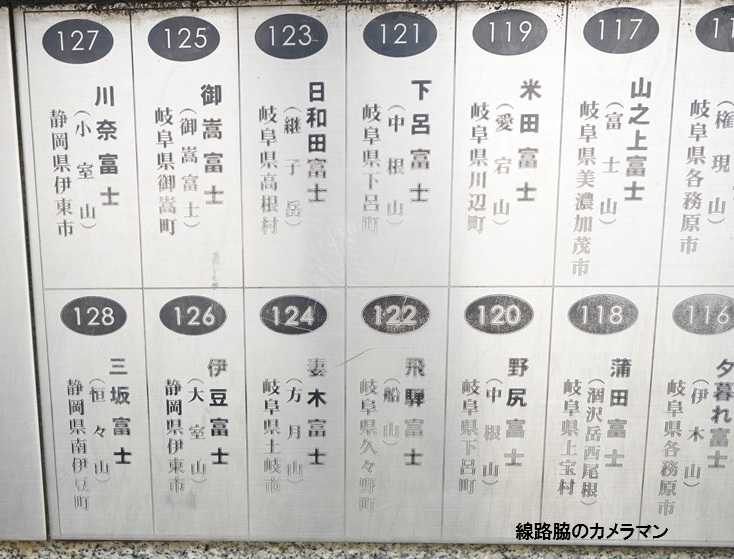 117
山之上富士
(富士山)
岐阜県美濃加茂市
119
米田富士
(愛宕山)
岐阜県川辺町
121
下呂富士
(中根山)
岐阜県下呂町
123
日和田富士
(継子岳)
岐阜県高根村
125
御嵩富士
(御嵩富士)
岐阜県御嵩町
127
川奈富士
(小室山)
静岡県伊東市
(権現山)
岐阜県各務原市
116
夕暮れ富士
(伊木山)
岐阜県各務原市
118
蒲田富士
(涸沢岳西尾根)
岐阜県上宝村
120
野尻富士
(中根山)
岐阜県下呂町
122
飛騨富士
(船山)
岐阜県久々野町
124
妻木富士
(方月山)
岐阜県土岐市
126
伊豆富士
(大室山)
静岡県伊東市
128
三坂富士
(恒々山)
静岡県南伊豆町
線路脇のカメラマン